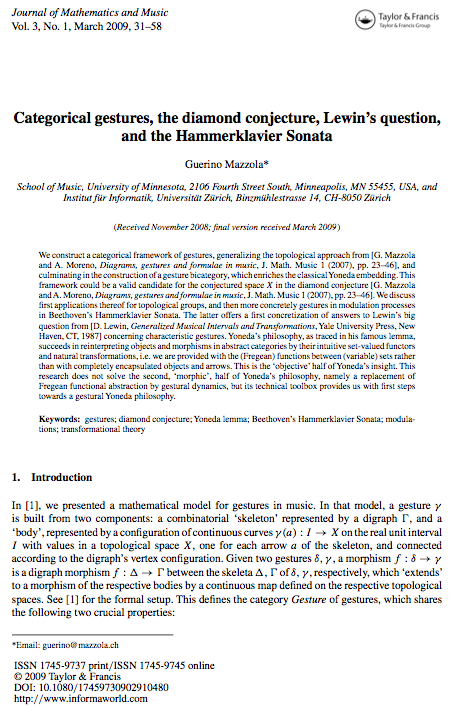 Journal of Mathematics and Music
Vol. 3, No. 1, March 2009, 31–58
Taylor & Francis
Taylor & Francis Group
Categorical gestures, the diamond conjecture, Lewin's question,
and the Hammerklavier Sonata
Guerino Mazzola*
School of Music, University of Minnesota, 2106 Fourth Street South, Minneapolis, MN 55455, USA, and
Institut für Informatik, Universität Zürich, Binzmühlestrasse 14, CH-8050 Zürich
(Received November 2008; final version received March 2009)
We construct a categorical framework of gestures, generalizing the topological approach from [G. Mazzola
and A. Moreno, Diagrams, gestures and formulae in music, J. Math. Music 1 (2007), pp. 23–46], and
culminating in the construction of a gesture bicategory, which enriches the classical Yoneda embedding. This
framework could be a valid candidate for the conjectured space X in the diamond conjecture [G. Mazzola
and A. Moreno, Diagrams, gestures and formulae in music, J. Math. Music 1 (2007), pp. 23–46]. We discuss
first applications thereof for topological groups, and then more concretely gestures in modulation processes
in Beethoven's Hammerklavier Sonata. The latter offers a first concretization of answers to Lewin's big
question from [D. Lewin, Generalized Musical Intervals and Transformations, Yale University Press, New
Haven, CT, 1987] concerning characteristic gestures. Yoneda's philosophy, as traced in his famous lemma,
succeeds in reinterpreting objects and morphisms in abstract categories by their intuitive set-valued functors
and natural transformations, i.e. we are provided with the (Fregean) functions between (variable) sets rather
than with completely encapsulated objects and arrows. This is the 'objective' half of Yoneda's insight. This
research does not solve the second, 'morphic', half of Yoneda's philosophy, namely a replacement of
Fregean functional abstraction by gestural dynamics, but its technical toolbox provides us with first steps
towards a gestural Yoneda philosophy.
Keywords: gestures; diamond conjecture; Yoneda lemma; Beethoven's Hammerklavier Sonata; modula-
tions; transformational theory
1. Introduction
In [1], we presented a mathematical model for gestures in music. In that model, a gesture γ
is built from two components: a combinatorial 'skeleton' represented by a digraph Γ, and a
'body', represented by a configuration of continuous curves γ(a) : I → X on the real unit interval
I with values in a topological space X, one for each arrow a of the skeleton, and connected
according to the digraph's vertex configuration. Given two gestures δ, γ, a morphism f : δ → γ
is a digraph morphism f : Δ → Γ between the skeleta Δ, Γ of δ, γ, respectively, which 'extends'
to a morphism of the respective bodies by a continuous map defined on the respective topological
spaces. See [1] for the formal setup. This defines the category Gesture of gestures, which shares
the following two crucial properties:
*Email: guerino@mazzola.ch
ISSN 1745-9737 print/ISSN 1745-9745 online
© 2009 Taylor & Francis
DOI: 10.1080/17459730902910480
http://www.informaworld.com